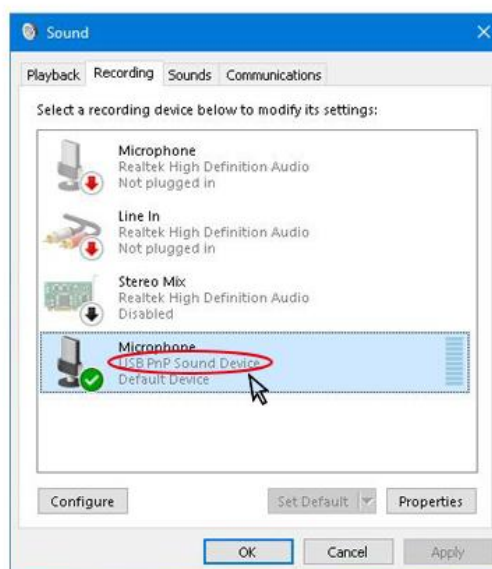 Sound
Playback Recording Sounds Communications
Select a recording device below to modify its settings:
Microphone
Realtek High Definition Audio
Not plugged in
Line In
Realtek High Definition Audio
Not plugged in
Stereo Mix
Realtek High Definition Audio
Disabled
Microphone
USB PnP Sound Device
Default Device
Configure Set Default Properties
OK Cancel Apply